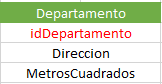 Departamento
idDepartamento
Direccion
MetrosCuadrados